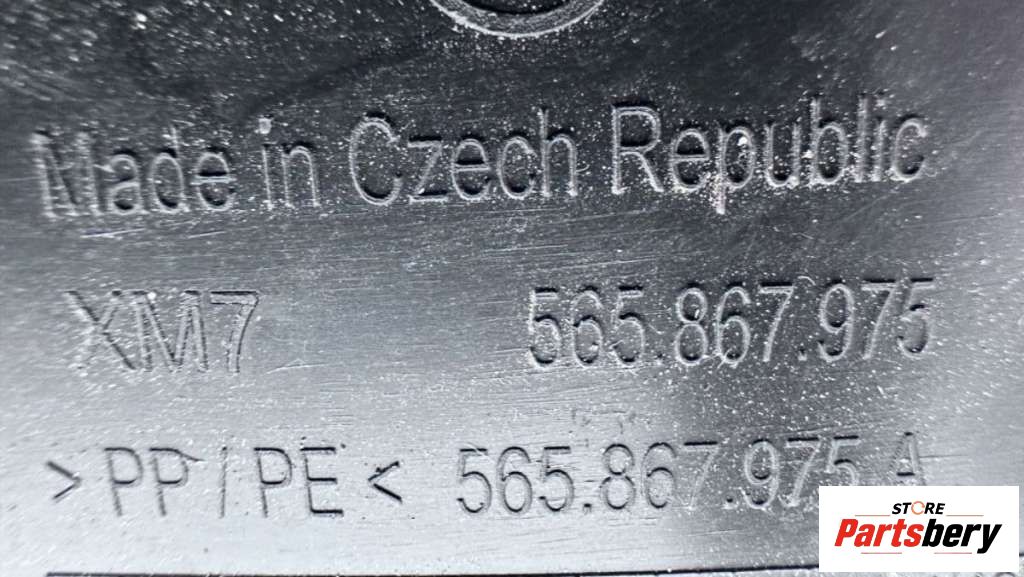 Made in Czech Republic
XM7 565.867.975
>PP/PE< 565.867.975 A
STORE
Partsbery